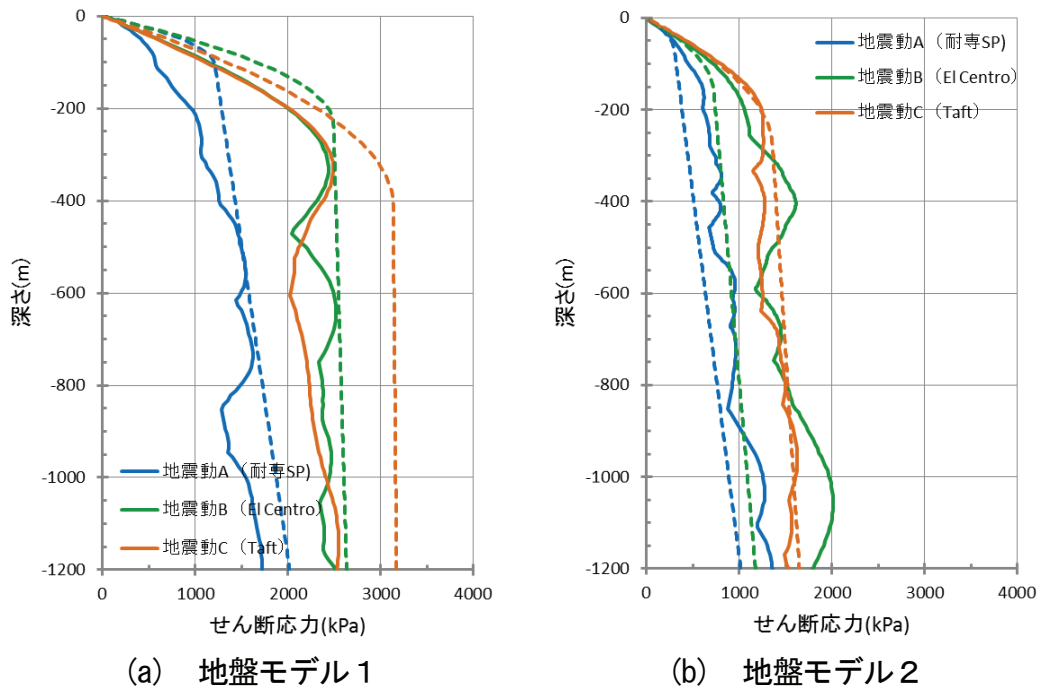 0
-200
-400
-600
-800
-1000
-1200
深さ(m)
0
1000
2000
3000
4000
せん断応力(kPa)
地震動A （耐専SP)
地震動B （El Centro）
地震動C （Taft）
(a) 地盤モデル１
0
-200
-400
-600
-800
-1000
-1200
深さ(m)
0
1000
2000
3000
4000
せん断応力(kPa)
地震動A （耐専SP)
地震動B （El Centro）
地震動C （Taft）
(b) 地盤モデル２